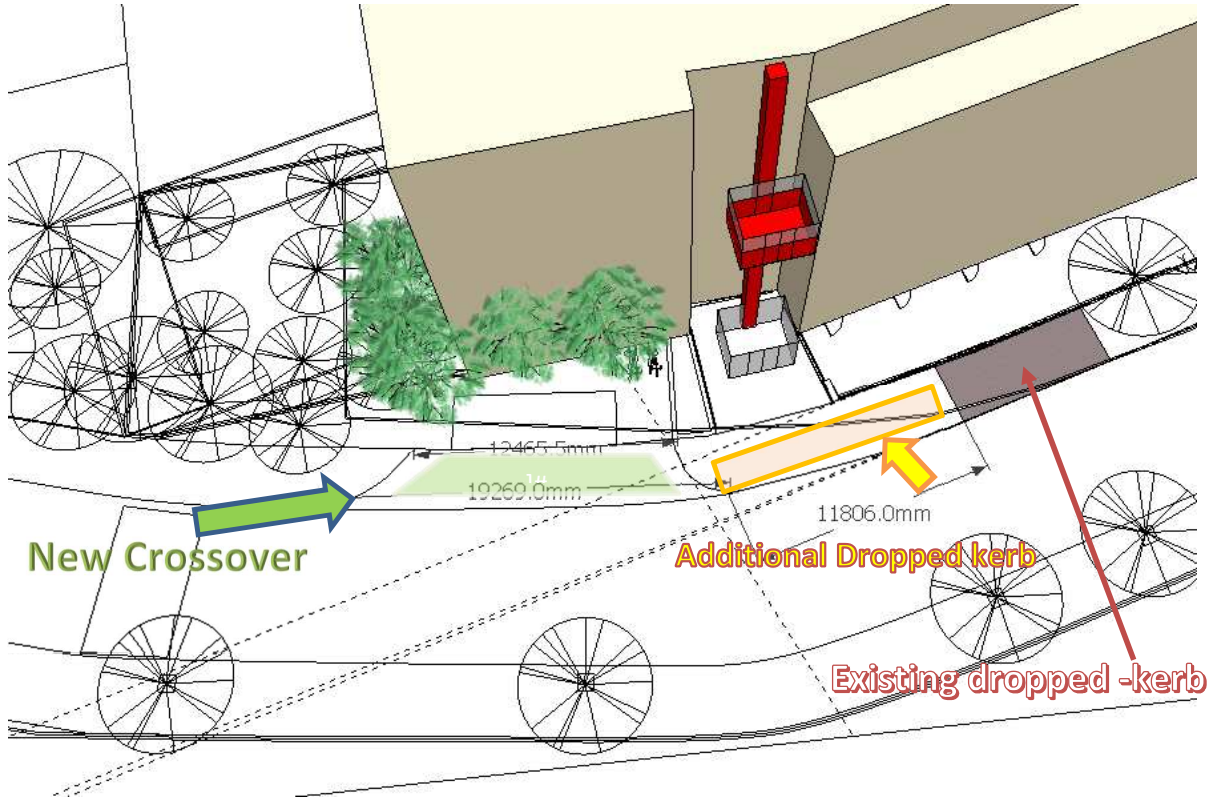 12465.5mm
19269.0mm
11806.0mm
New Crossover
Additional Dropped kerb
Existing dropped -kerb